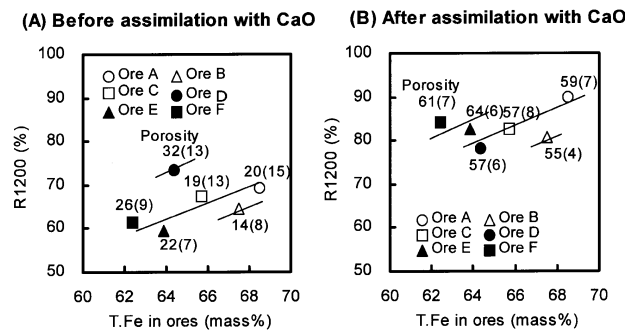 (A) Before assimilation with CaO
100
90
80
70
60
50
R1200 (%)
Ore A
Ore B
Ore C
Ore D
Ore E
Ore F
Porosity
32(13)
20(15)
19(13)
26(9)
14(8)
22(7)
60
62
64
66
68
70
T.Fe in ores (mass%)
(B) After assimilation with CaO
100
90
80
70
60
50
R1200 (%)
59(7)
Porosity
61(7)
64(6)
57(8)
57(6)
55(4)
Ore A
Ore B
Ore C
Ore D
Ore E
Ore F
60
62
64
66
68
70
T.Fe in ores (mass%)